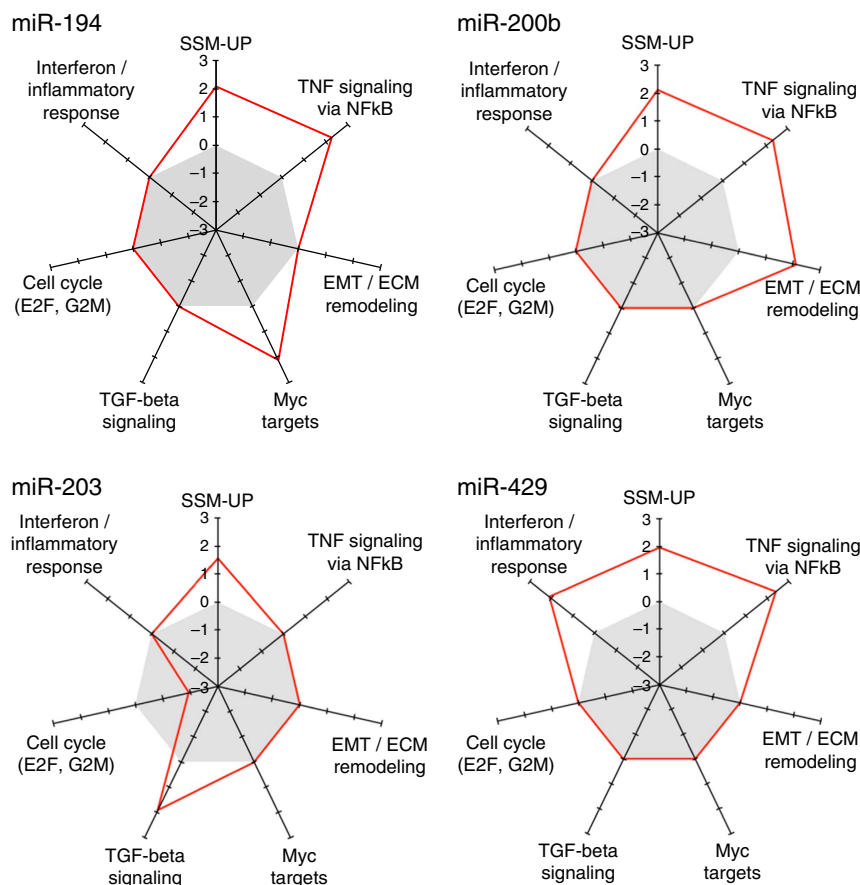 miR-194
SSM-UP
3
2
1
0
–1
–2
–3
Interferon /
inflammatory
response
TNF signaling
via NFkB
Cell cycle
(E2F, G2M)
EMT / ECM
remodeling
TGF-beta
signaling
Myc
targets
miR-200b
SSM-UP
3
2
1
0
–1
–2
–3
Interferon /
inflammatory
response
TNF signaling
via NFkB
Cell cycle
(E2F, G2M)
EMT / ECM
remodeling
TGF-beta
signaling
Myc
targets
miR-203
SSM-UP
3
2
1
0
–1
–2
–3
Interferon /
inflammatory
response
TNF signaling
via NFkB
Cell cycle
(E2F, G2M)
EMT / ECM
remodeling
TGF-beta
signaling
Myc
targets
miR-429
SSM-UP
3
2
1
0
–1
–2
–3
Interferon /
inflammatory
response
TNF signaling
via NFkB
Cell cycle
(E2F, G2M)
EMT / ECM
remodeling
TGF-beta
signaling
Myc
targets